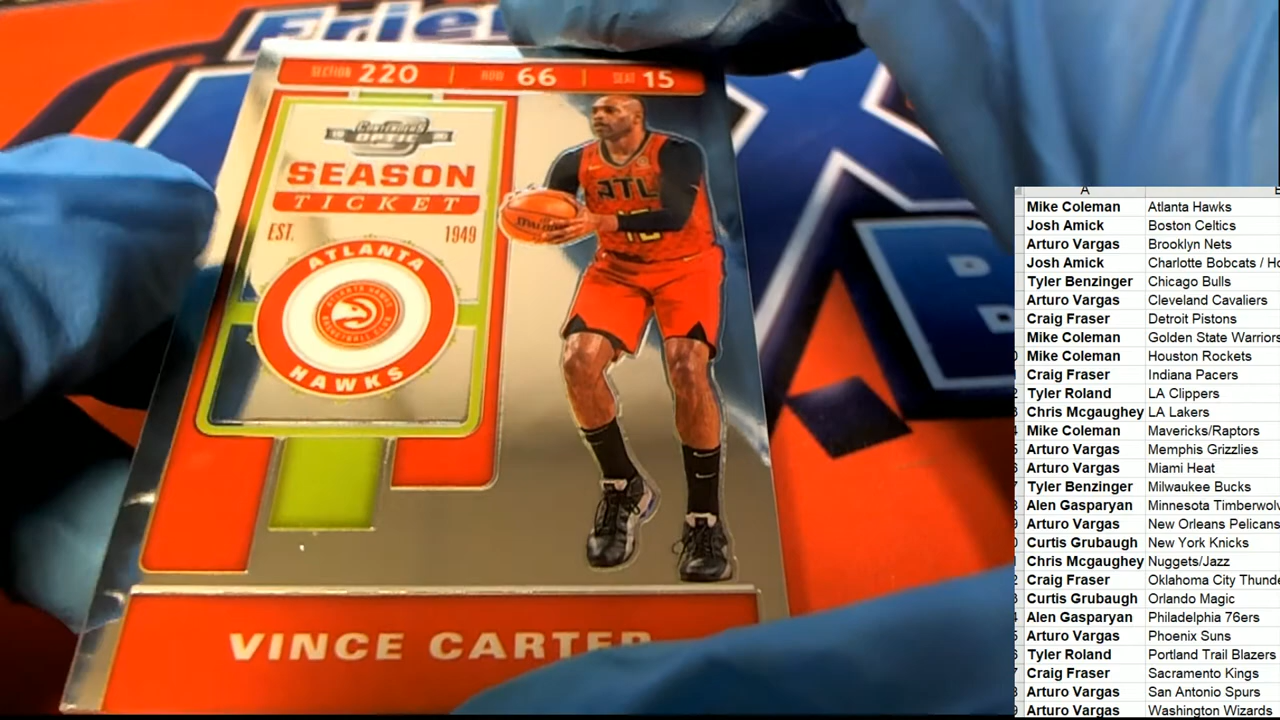 Frie
SECTION 220 | ROW 66 | SEAT 15
CONTENDERS
OPTIC
SEASON
TICKET
EST. 1949
ATLANTA
HAWKS
ATL
SPALDING
VINCE CARTER
A
Mike Coleman Atlanta Hawks
Josh Amick Boston Celtics
Arturo Vargas Brooklyn Nets
Josh Amick Charlotte Bobcats / Ho
Tyler Benzinger Chicago Bulls
Arturo Vargas Cleveland Cavaliers
Craig Fraser Detroit Pistons
Mike Coleman Golden State Warriors
Mike Coleman Houston Rockets
Craig Fraser Indiana Pacers
Tyler Roland LA Clippers
Chris Mcgaughey LA Lakers
Mike Coleman Mavericks/Raptors
Arturo Vargas Memphis Grizzlies
Arturo Vargas Miami Heat
Tyler Benzinger Milwaukee Bucks
Alen Gasparyan Minnesota Timberwolv
Arturo Vargas New Orleans Pelicans
Curtis Grubaugh New York Knicks
Chris Mcgaughey Nuggets/Jazz
Craig Fraser Oklahoma City Thunde
Curtis Grubaugh Orlando Magic
Alen Gasparyan Philadelphia 76ers
Arturo Vargas Phoenix Suns
Tyler Roland Portland Trail Blazers
Craig Fraser Sacramento Kings
Arturo Vargas San Antonio Spurs
Arturo Vargas Washington Wizards